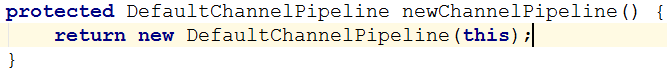 protected DefaultChannelPipeline newChannelPipeline() {
    return new DefaultChannelPipeline(this);
}